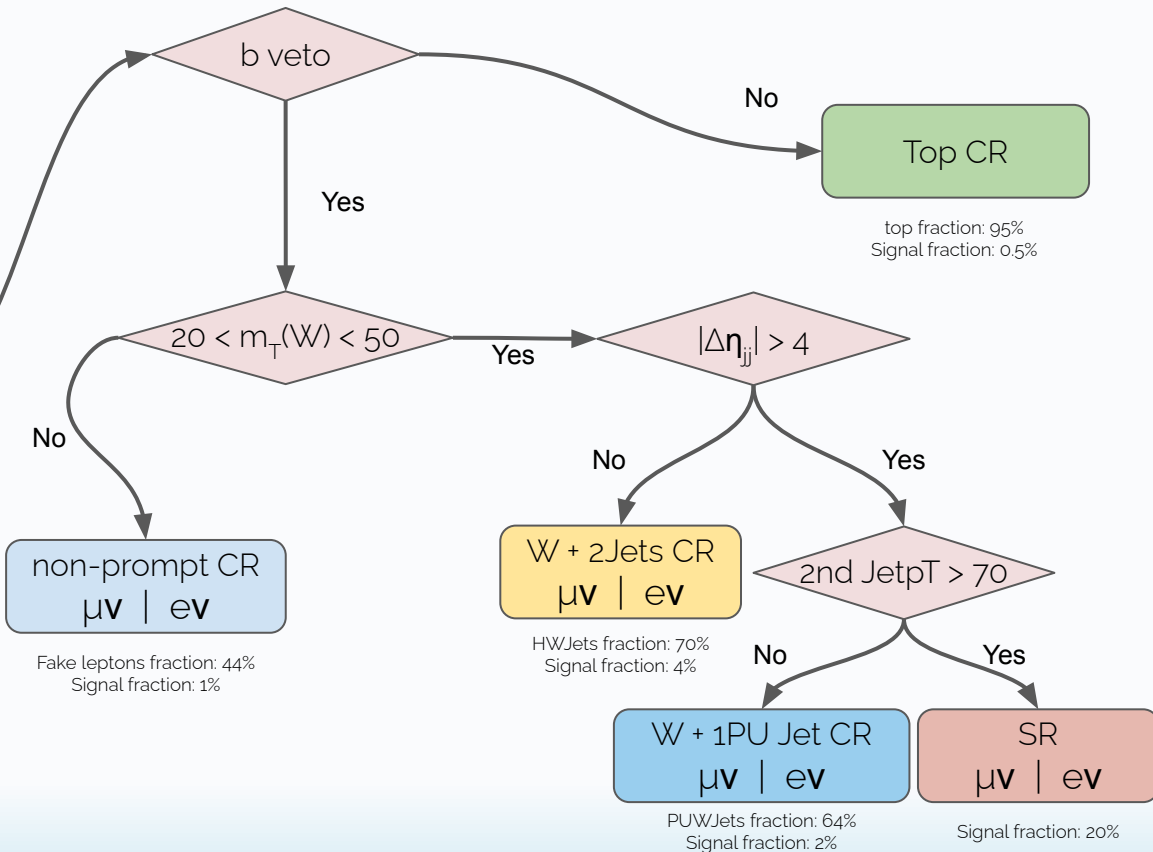 b veto
No
Top CR
top fraction: 95%
Signal fraction: 0.5%
Yes
20 < m_T(W) < 50
Yes
|Δη_jj| > 4
No
No
Yes
non-prompt CR
μν | eν
Fake leptons fraction: 44%
Signal fraction: 1%
W + 2Jets CR
μν | eν
HWJets fraction: 70%
Signal fraction: 4%
2nd JetpT > 70
No
Yes
W + 1PU Jet CR
μν | eν
PUWJets fraction: 64%
Signal fraction: 2%
SR
μν | eν
Signal fraction: 20%